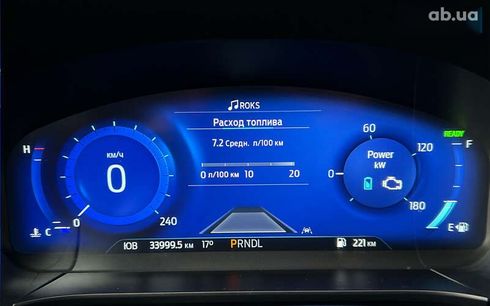 ab.ua
ROKS
Расход топлива
7.2 Средн. л/100 км
0 л/100 км 10 20
H
C
км/ч
0
0
240
60
0
120
180
Power
kW
READY
F
E
ЮВ 33999.5 км 17° PRNDL 221 км